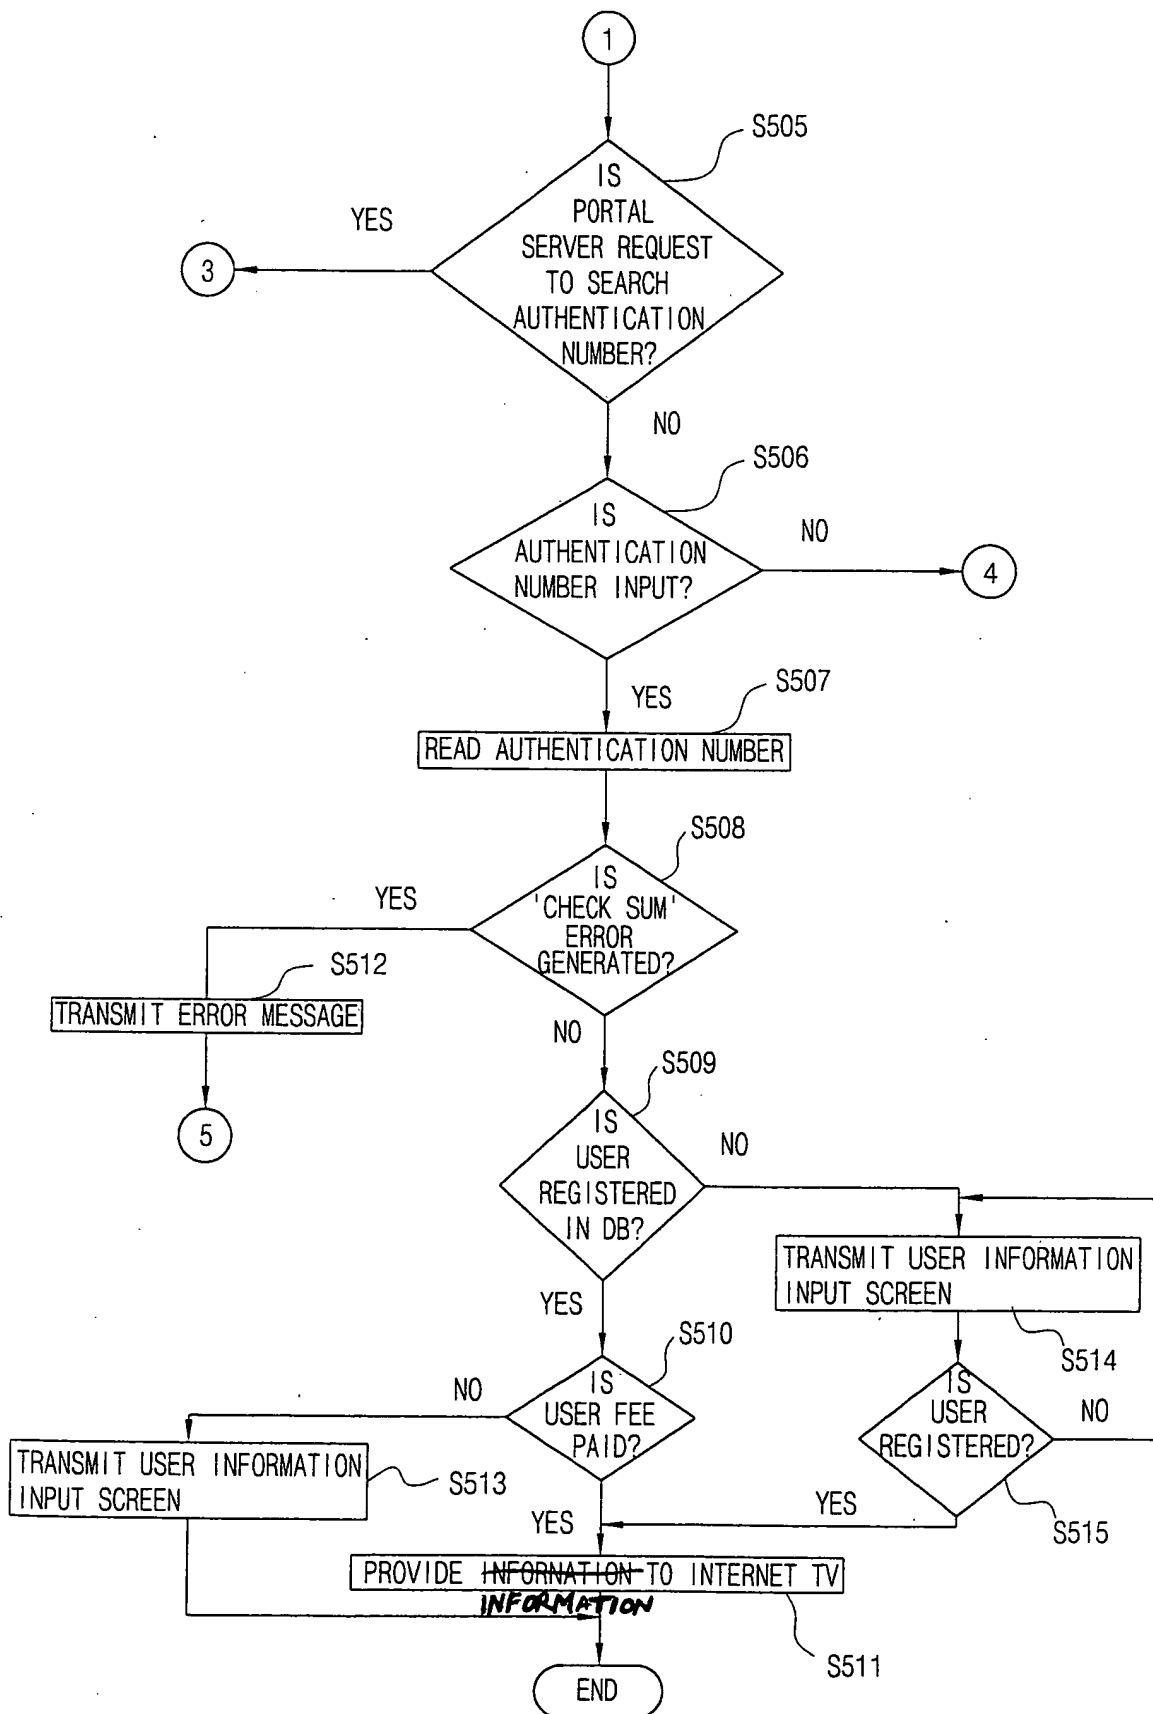 1
S505
IS
PORTAL
SERVER REQUEST
TO SEARCH
AUTHENTICATION
NUMBER?
YES
3
NO
S506
IS
AUTHENTICATION
NUMBER INPUT?
NO
4
YES
S507
READ AUTHENTICATION NUMBER
S508
IS
'CHECK SUM'
ERROR
GENERATED?
YES
S512
TRANSMIT ERROR MESSAGE
5
NO
S509
IS
USER
REGISTERED
IN DB?
NO
TRANSMIT USER INFORMATION
INPUT SCREEN
S514
YES
S510
IS
USER FEE
PAID?
NO
TRANSMIT USER INFORMATION
INPUT SCREEN
S513
IS
USER
REGISTERED?
NO
S515
YES
YES
PROVIDE INFORNATION TO INTERNET TV
INFORMATION
S511
END